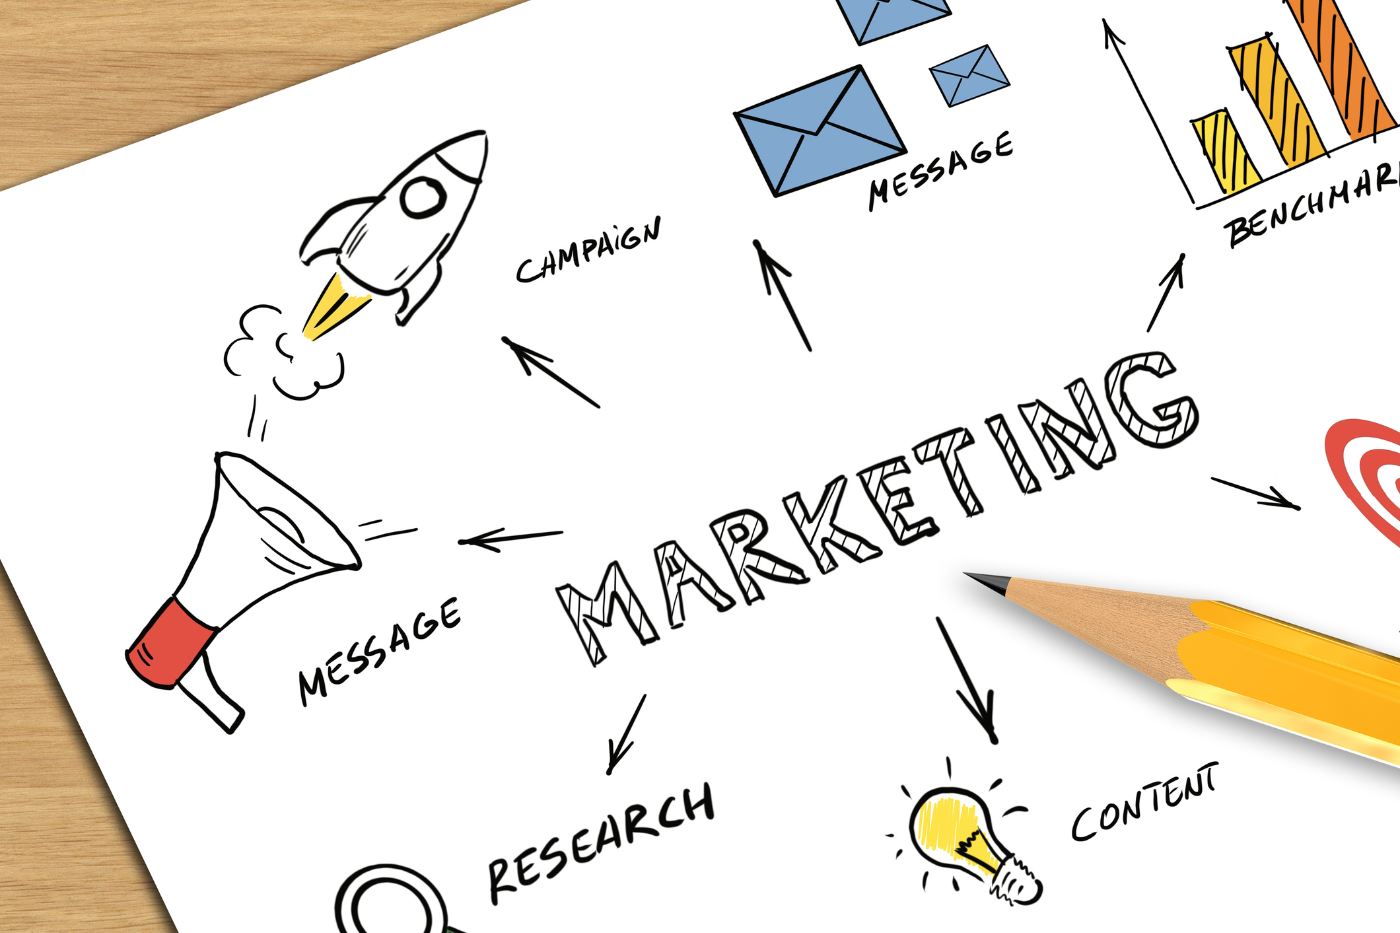 MESSAGE
BENCHMAR
CAMPAiGN
MARKETING
MESSAGE
RESEARCH
CONTENT